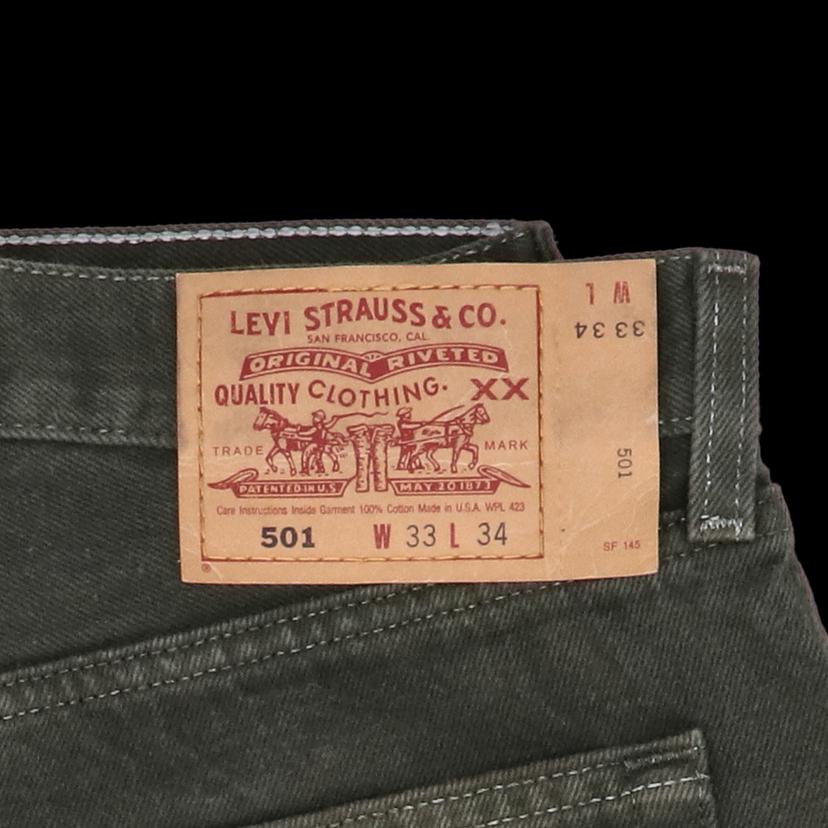 LEVI STRAUSS & CO.
SAN FRANCISCO, CAL.
ORIGINAL RIVETED
QUALITY CLOTHING. XX
TRADE MARK
PATENTED IN U.S. MAY 20 1873
Care Instructions Inside Garment 100% Cotton Made in U.S.A. WPL 423
501 W 33 L 34
®
W L
33 34
501
SF 145